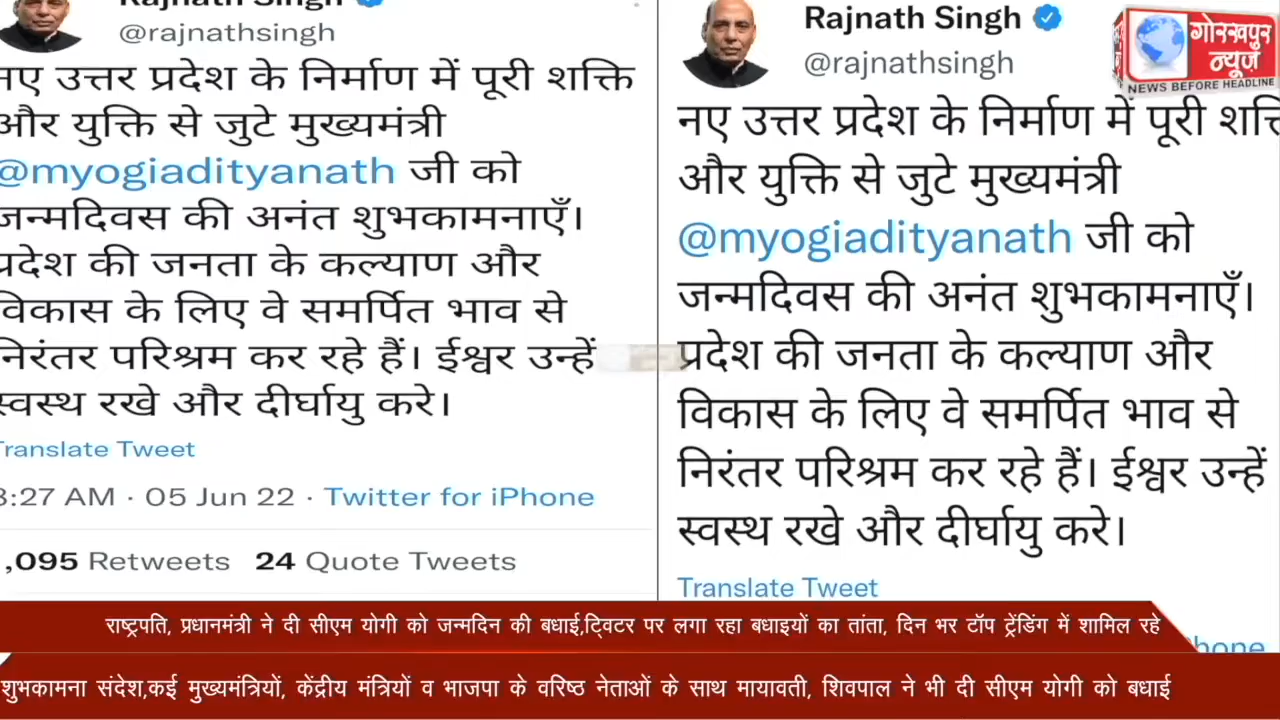 Rajnath Singh
@rajnathsingh
नए उत्तर प्रदेश के निर्माण में पूरी शक्ति
और युक्ति से जुटे मुख्यमंत्री
@myogiadityanath जी को
जन्मदिवस की अनंत शुभकामनाएँ।
प्रदेश की जनता के कल्याण और
विकास के लिए वे समर्पित भाव से
निरंतर परिश्रम कर रहे हैं। ईश्वर उन्हें
स्वस्थ रखे और दीर्घायु करे।
Translate Tweet
8:27 AM · 05 Jun 22 · Twitter for iPhone
,095 Retweets 24 Quote Tweets
Rajnath Singh
@rajnathsingh
नए उत्तर प्रदेश के निर्माण में पूरी शक्ति
और युक्ति से जुटे मुख्यमंत्री
@myogiadityanath जी को
जन्मदिवस की अनंत शुभकामनाएँ।
प्रदेश की जनता के कल्याण और
विकास के लिए वे समर्पित भाव से
निरंतर परिश्रम कर रहे हैं। ईश्वर उन्हें
स्वस्थ रखे और दीर्घायु करे।
Translate Tweet
गोरखपुर
न्यूज़
NEWS BEFORE HEADLINE
राष्ट्रपति, प्रधानमंत्री ने दी सीएम योगी को जन्मदिन की बधाई,ट्विटर पर लगा रहा बधाइयों का तांता, दिन भर टॉप ट्रेंडिंग में शामिल रहे
शुभकामना संदेश,कई मुख्यमंत्रियों, केंद्रीय मंत्रियों व भाजपा के वरिष्ठ नेताओं के साथ मायावती, शिवपाल ने भी दी सीएम योगी को बधाई